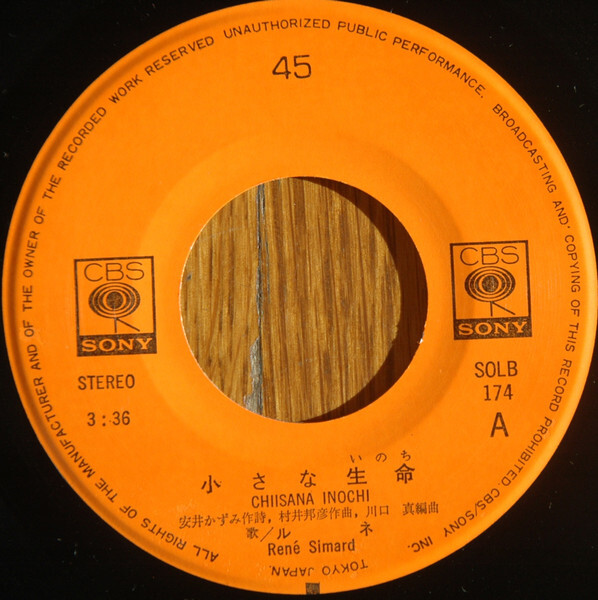 ALL RIGHTS OF THE MANUFACTURER AND OF THE OWNER OF THE RECORDED WORK RESERVED UNAUTHORIZED PUBLIC PERFORMANCE. BROADCASTING AND' COPYING OF THIS RECORD PROHIBITED CBS/SONY INC.
TOKYO JAPAN.
45
CBS
SONY
CBS
SONY
STEREO
3:36
SOLB
174
A
いのち
小さな生命
CHIISANA INOCHI
安井かずみ作詩, 村井邦彦作曲, 川口 真編曲
歌/ルネ
René Simard